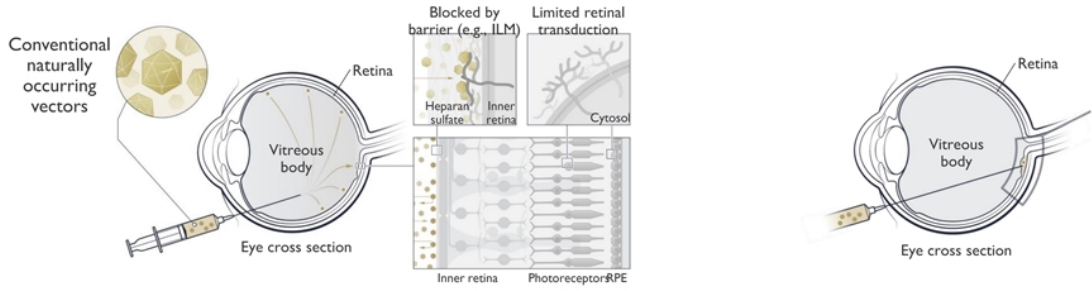 Conventional
naturally
occurring
vectors
Retina
Vitreous
body
Eye cross section
Blocked by
barrier (e.g., ILM)
Heparan
sulfate
Inner
retina
Limited retinal
transduction
Cytosol
Inner retina
Photoreceptors
RPE
Retina
Vitreous
body
Eye cross section